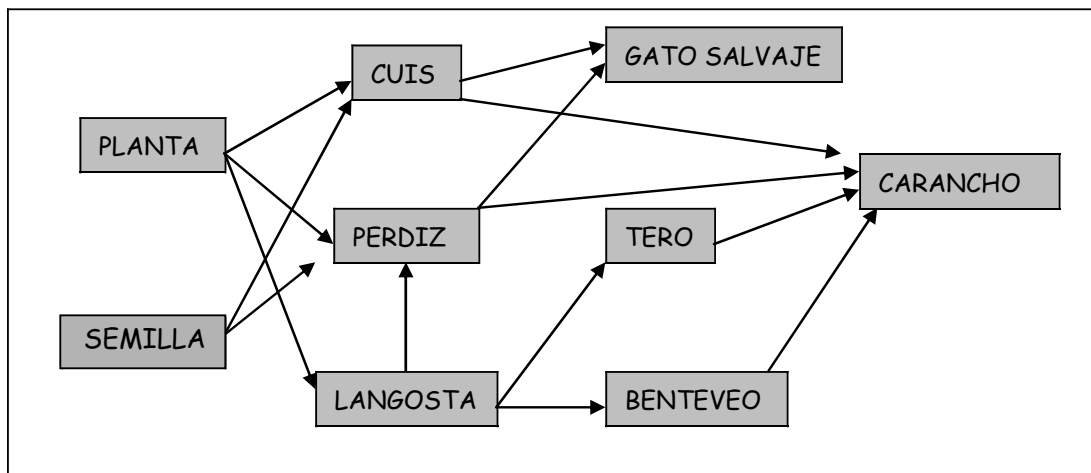 GATO SALVAJE
CUIS
PLANTA
CARANCHO
PERDIZ
TERO
SEMILLA
LANGOSTA
BENTEVEO